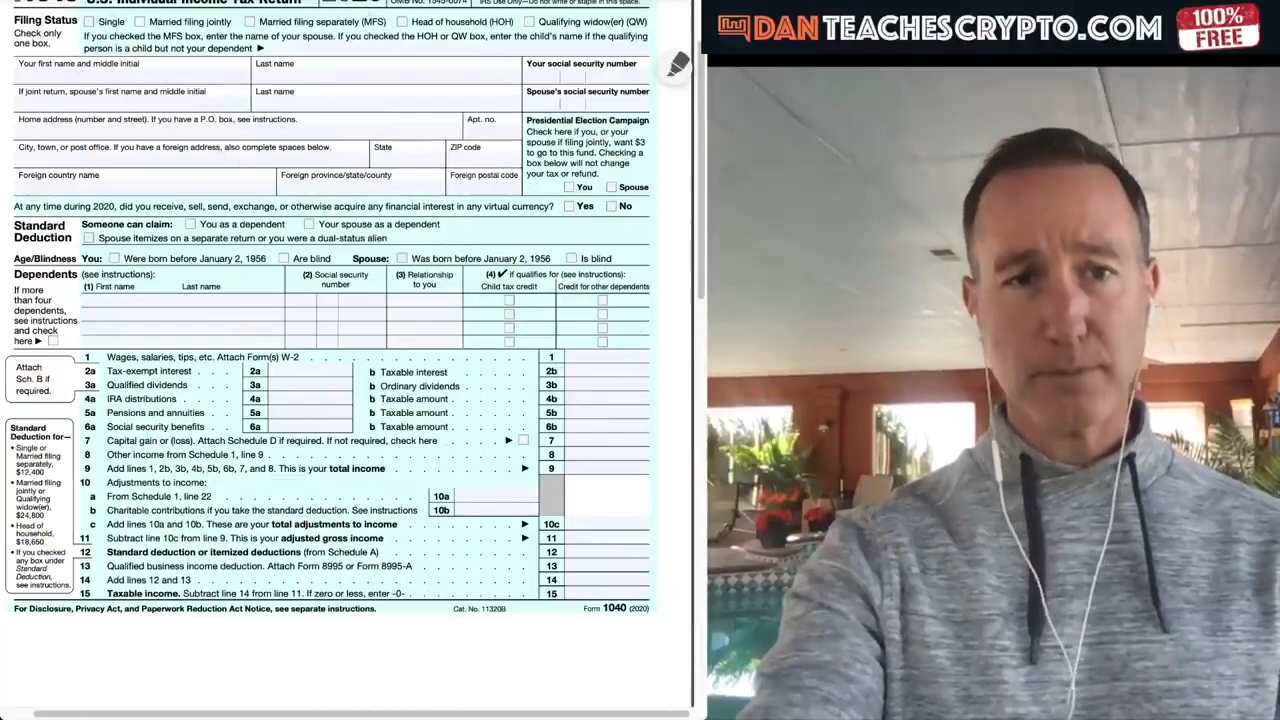 U.S. Individual Income Tax Return
OMB No. 1545-0074
IRS Use Only—Do not write or staple in this space.
DANTEACHESCRYPTO.COM
100%
FREE
Filing Status
Check only
one box.
Single
Married filing jointly
Married filing separately (MFS)
Head of household (HOH)
Qualifying widow(er) (QW)
If you checked the MFS box, enter the name of your spouse. If you checked the HOH or QW box, enter the child's name if the qualifying
person is a child but not your dependent ▶
Your first name and middle initial
Last name
Your social security number
If joint return, spouse's first name and middle initial
Last name
Spouse's social security number
Home address (number and street). If you have a P.O. box, see instructions.
Apt. no.
City, town, or post office. If you have a foreign address, also complete spaces below.
State
ZIP code
Foreign country name
Foreign province/state/county
Foreign postal code
Presidential Election Campaign
Check here if you, or your
spouse if filing jointly, want $3
to go to this fund. Checking a
box below will not change
your tax or refund.
You
Spouse
At any time during 2020, did you receive, sell, send, exchange, or otherwise acquire any financial interest in any virtual currency?
Yes
No
Standard
Deduction
Someone can claim:
You as a dependent
Your spouse as a dependent
Spouse itemizes on a separate return or you were a dual-status alien
Age/Blindness
You:
Were born before January 2, 1956
Are blind
Spouse:
Was born before January 2, 1956
Is blind
Dependents (see instructions):
If more
than four
dependents,
see instructions
and check
here ▶
(1) First name
Last name
(2) Social security
number
(3) Relationship
to you
(4) ✔ if qualifies for (see instructions):
Child tax credit
Credit for other dependents
Attach
Sch. B if
required.
Standard
Deduction for—
• Single or
Married filing
separately,
$12,400
• Married filing
jointly or
Qualifying
widow(er),
$24,800
• Head of
household,
$18,650
• If you checked
any box under
Standard
Deduction,
see instructions.
1 Wages, salaries, tips, etc. Attach Form(s) W-2 . . . . . . . . . . . . . . . . 1
2a Tax-exempt interest . . . 2a b Taxable interest . . . . . 2b
3a Qualified dividends . . . 3a b Ordinary dividends . . . . . 3b
4a IRA distributions . . . 4a b Taxable amount . . . . . . 4b
5a Pensions and annuities . . 5a b Taxable amount . . . . . . 5b
6a Social security benefits . . 6a b Taxable amount . . . . . . 6b
7 Capital gain or (loss). Attach Schedule D if required. If not required, check here . . . . ▶ 7
8 Other income from Schedule 1, line 9 . . . . . . . . . . . . . . . . . 8
9 Add lines 1, 2b, 3b, 4b, 5b, 6b, 7, and 8. This is your total income . . . . . . . . ▶ 9
10 Adjustments to income:
a From Schedule 1, line 22 . . . . . . . . . . . . . . 10a
b Charitable contributions if you take the standard deduction. See instructions 10b
c Add lines 10a and 10b. These are your total adjustments to income . . . . . . . . ▶ 10c
11 Subtract line 10c from line 9. This is your adjusted gross income . . . . . . . . ▶ 11
12 Standard deduction or itemized deductions (from Schedule A) . . . . . . . . . . 12
13 Qualified business income deduction. Attach Form 8995 or Form 8995-A . . . . . . . . 13
14 Add lines 12 and 13 . . . . . . . . . . . . . . . . . . . . . . 14
15 Taxable income. Subtract line 14 from line 11. If zero or less, enter -0- . . . . . . . . 15
For Disclosure, Privacy Act, and Paperwork Reduction Act Notice, see separate instructions.
Cat. No. 11320B
Form 1040 (2020)